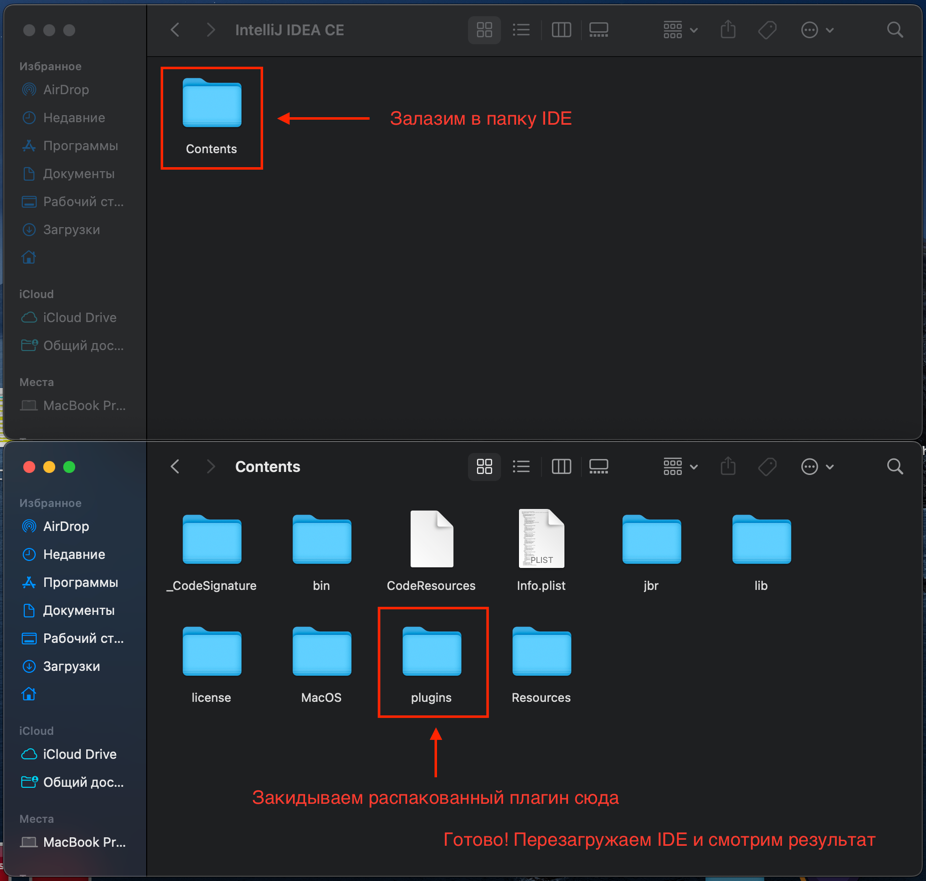 IntelliJ IDEA CE
Избранное
AirDrop
Недавние
Программы
Документы
Рабочий ст...
Загрузки
iCloud
iCloud Drive
Общий дос...
Места
MacBook Pr...
Contents
Залазим в папку IDE
Contents
Избранное
AirDrop
Недавние
Программы
Документы
Рабочий ст...
Загрузки
iCloud
iCloud Drive
Общий дос...
Места
MacBook Pr...
_CodeSignature
bin
CodeResources
PLIST
Info.plist
jbr
lib
license
MacOS
plugins
Resources
Закидываем распакованный плагин сюда
Готово! Перезагружаем IDE и смотрим результат